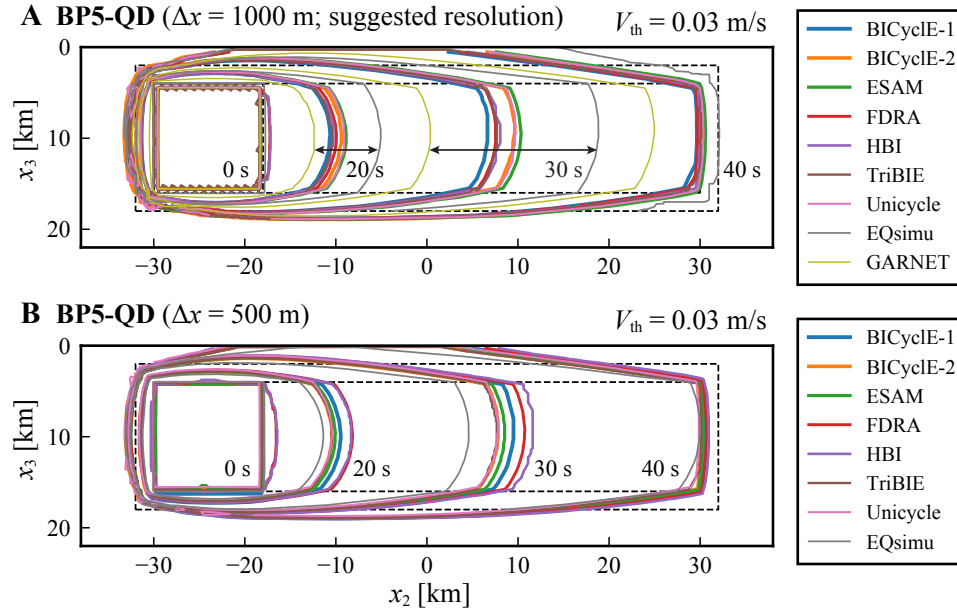 A BP5-QD (Δx = 1000 m; suggested resolution)
V_th = 0.03 m/s
0
10
20
x₃ [km]
0 s
20 s
30 s
40 s
−30
−20
−10
0
10
20
30
BICyclE-1
BICyclE-2
ESAM
FDRA
HBI
TriBIE
Unicycle
EQsimu
GARNET
B BP5-QD (Δx = 500 m)
V_th = 0.03 m/s
0
10
20
x₃ [km]
0 s
20 s
30 s
40 s
−30
−20
−10
0
10
20
30
x₂ [km]
BICyclE-1
BICyclE-2
ESAM
FDRA
HBI
TriBIE
Unicycle
EQsimu